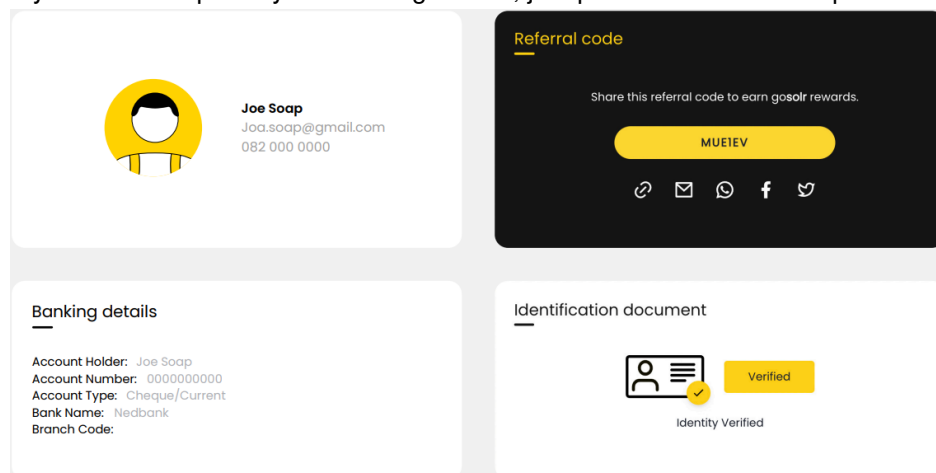 Joe Soap
Joa.soap@gmail.com
082 000 0000
Referral code
Share this referral code to earn gosolr rewards.
MUE1EV
Banking details
Account Holder: Joe Soap
Account Number: 0000000000
Account Type: Cheque/Current
Bank Name: Nedbank
Branch Code:
Identification document
Verified
Identity Verified